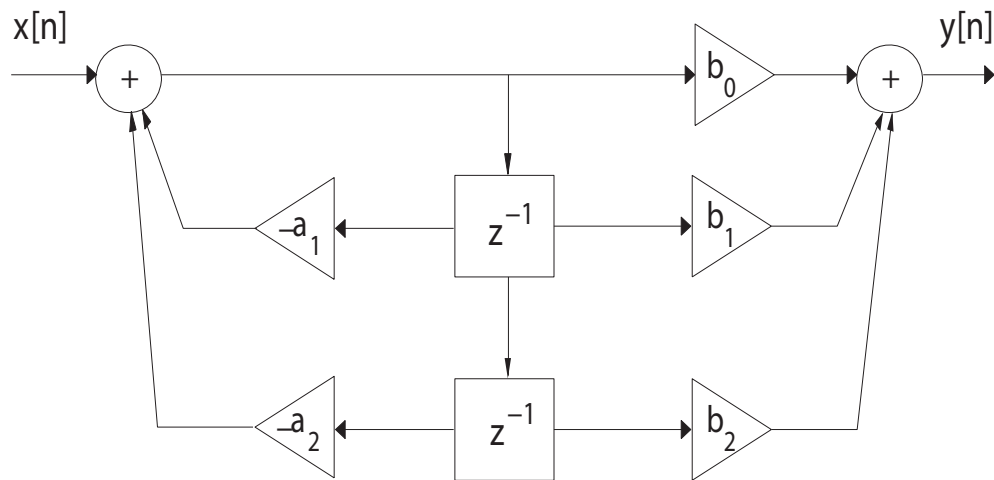 x[n]
y[n]
+
b₀
+
–a₁
z⁻¹
b₁
–a₂
z⁻¹
b₂